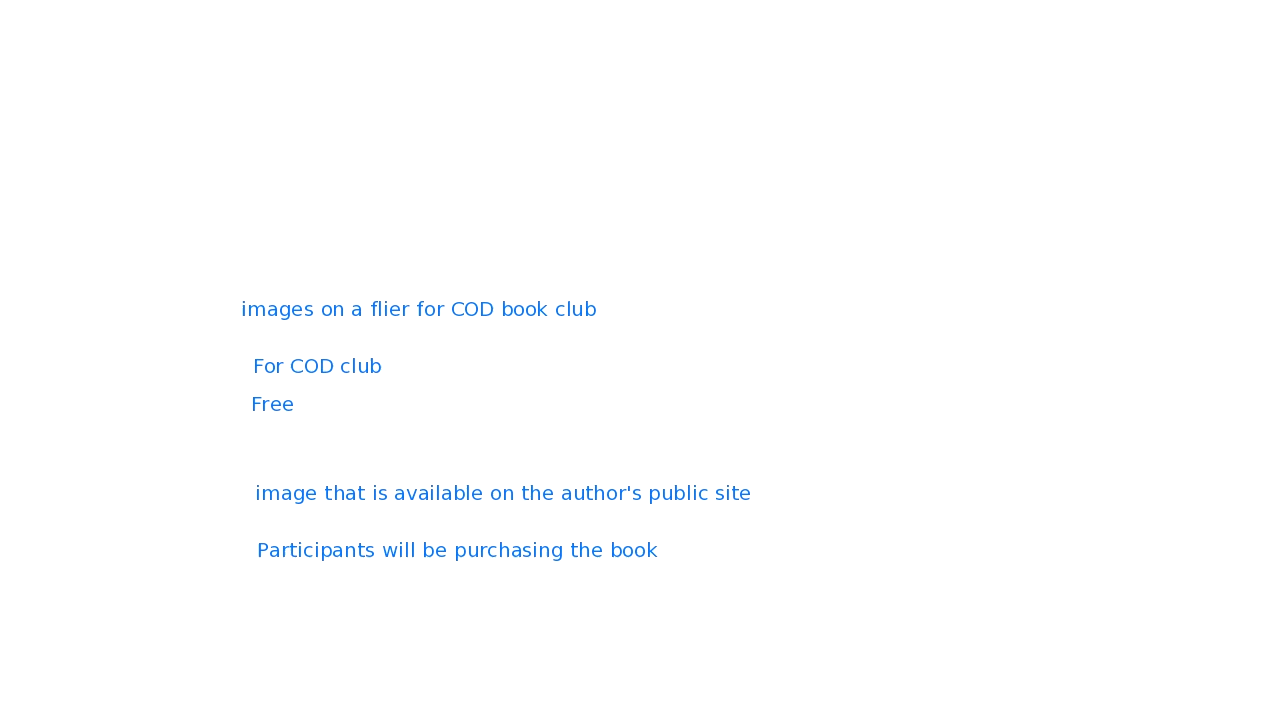 images on a flier for COD book club
For COD club
Free
image that is available on the author's public site
Participants will be purchasing the book